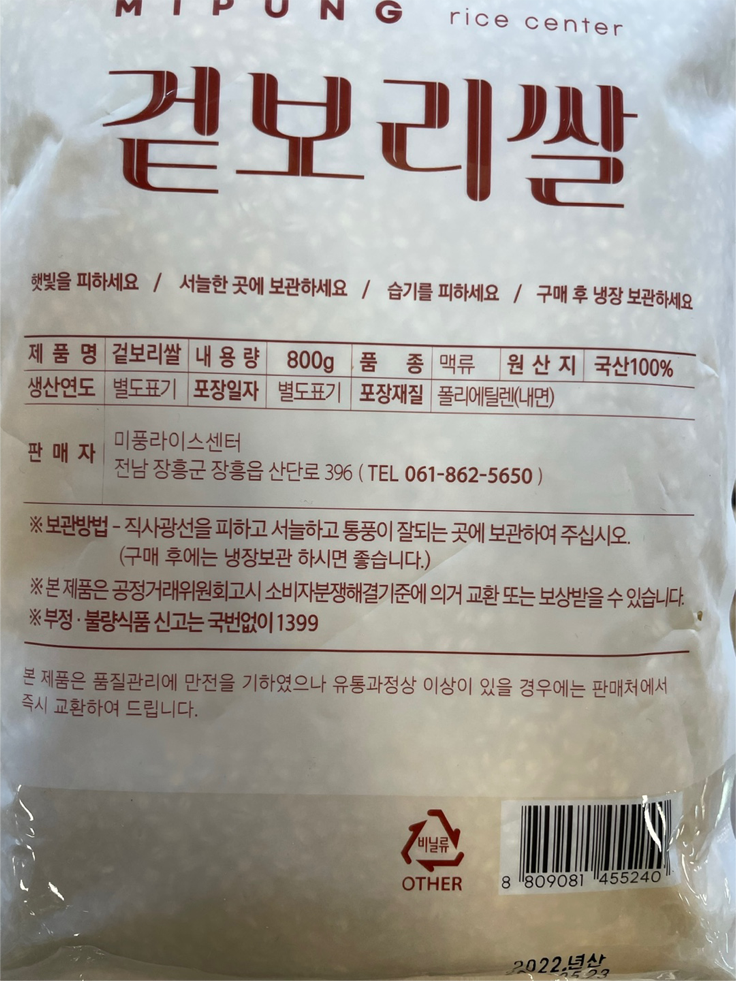 MIPUNG rice center
겉보리쌀
햇빛을 피하세요 / 서늘한 곳에 보관하세요 / 습기를 피하세요 / 구매 후 냉장 보관하세요
제품명 겉보리쌀 내용량 800g 품종 맥류 원산지 국산100%
생산연도 별도표기 포장일자 별도표기 포장재질 폴리에틸렌(내면)
판매자 미풍라이스센터
전남 장흥군 장흥읍 산단로 396 ( TEL 061-862-5650 )
※보관방법 - 직사광선을 피하고 서늘하고 통풍이 잘되는 곳에 보관하여 주십시오.
(구매 후에는 냉장보관 하시면 좋습니다.)
※본 제품은 공정거래위원회고시 소비자분쟁해결기준에 의거 교환 또는 보상받을 수 있습니다.
※부정·불량식품 신고는 국번없이 1399
본 제품은 품질관리에 만전을 기하였으나 유통과정상 이상이 있을 경우에는 판매처에서
즉시 교환하여 드립니다.
비닐류
OTHER
8 809081 455240
2022.년산